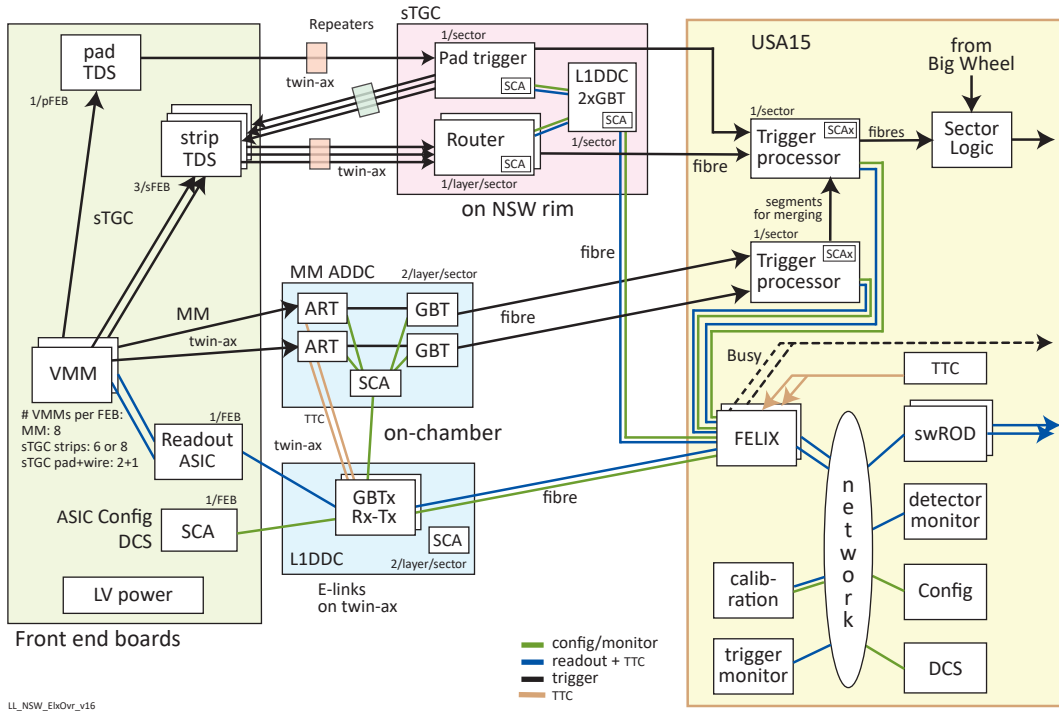 sTGC
USA15
Repeaters
pad
TDS
1/sector
Pad trigger
SCA
twin-ax
1/pFEB
L1DDC
2xGBT
SCA
from
Big Wheel
strip
TDS
3/sFEB
Router
SCA
1/sector
twin-ax
1/layer/sector
on NSW rim
fibre
1/sector
Trigger
processor
SCAx
fibres
Sector
Logic
sTGC
segments
for merging
1/sector
Trigger
processor
SCAx
MM ADDC
2/layer/sector
fibre
MM
ART
GBT
fibre
twin-ax
ART
GBT
SCA
VMM
TTC
twin-ax
on-chamber
Busy
TTC
# VMMs per FEB:
MM: 8
sTGC strips: 6 or 8
sTGC pad+wire: 2+1
1/FEB
Readout
ASIC
FELIX
swROD
GBTx
Rx-Tx
fibre
network
detector
monitor
1/FEB
ASIC Config
DCS
SCA
SCA
L1DDC
2/layer/sector
calib-
ration
Config
LV power
E-links
on twin-ax
Front end boards
trigger
monitor
DCS
config/monitor
readout + TTC
trigger
TTC
LL_NSW_ElxOvr_v16